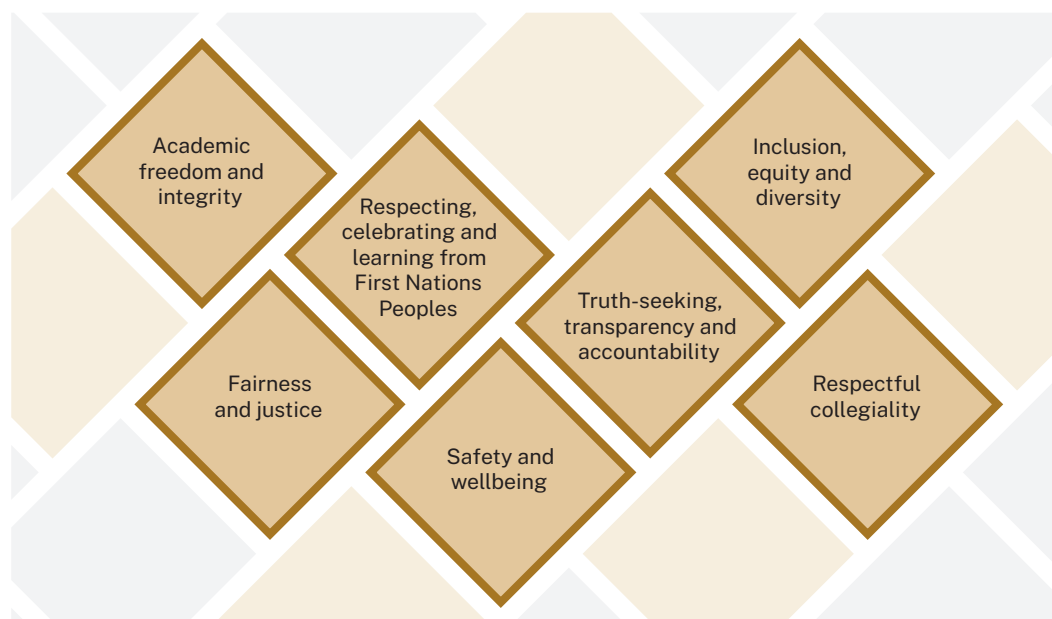 Academic
freedom and
integrity
Respecting,
celebrating and
learning from
First Nations
Peoples
Inclusion,
equity and
diversity
Truth-seeking,
transparency and
accountability
Fairness
and justice
Safety and
wellbeing
Respectful
collegiality